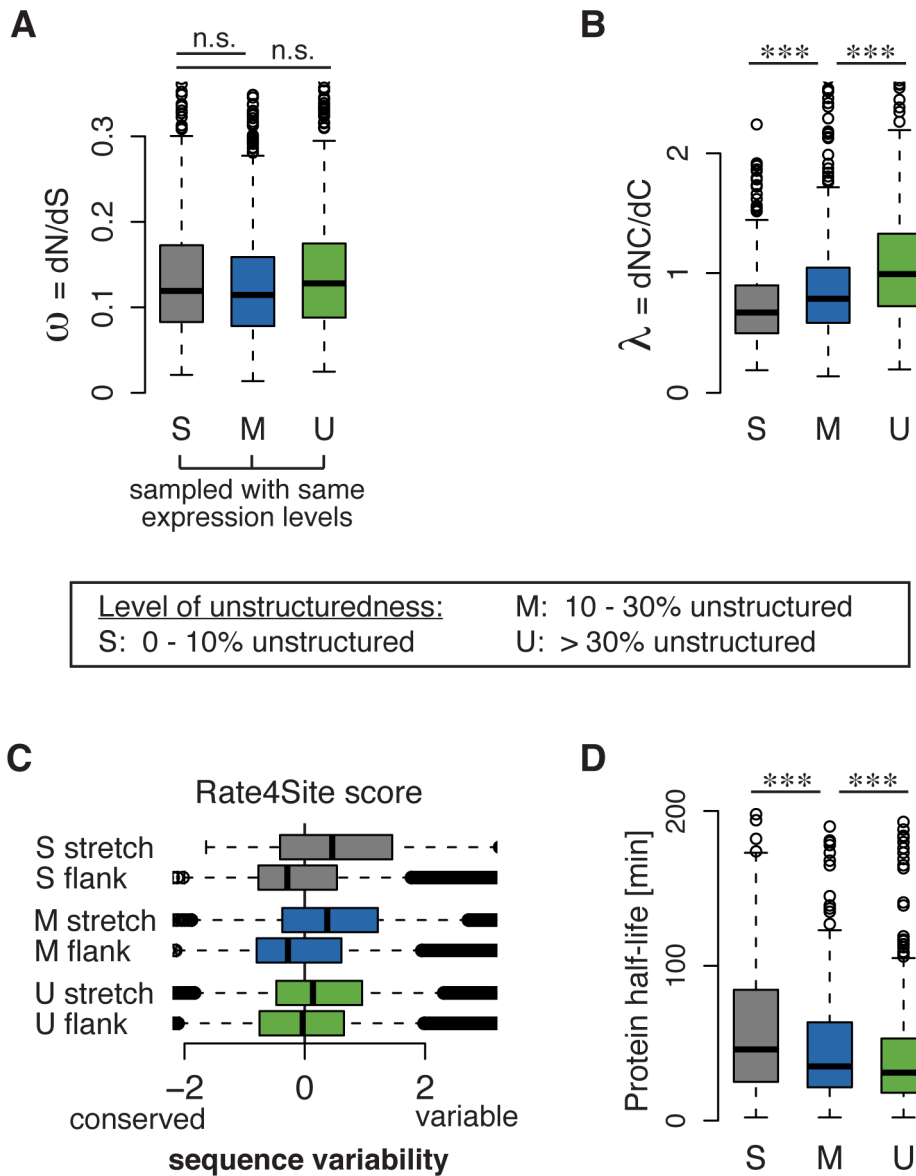 A
n.s.
n.s.
ω = dN/dS
0 0.1 0.2 0.3
S M U
sampled with same
expression levels
B
*** ***
λ = dNC/dC
0 1 2
S M U
Level of unstructuredness:
S: 0 - 10% unstructured
M: 10 - 30% unstructured
U: > 30% unstructured
C
Rate4Site score
S stretch
S flank
M stretch
M flank
U stretch
U flank
−2 0 2
conserved variable
sequence variability
D
*** ***
Protein half-life [min]
0 100 200
S M U